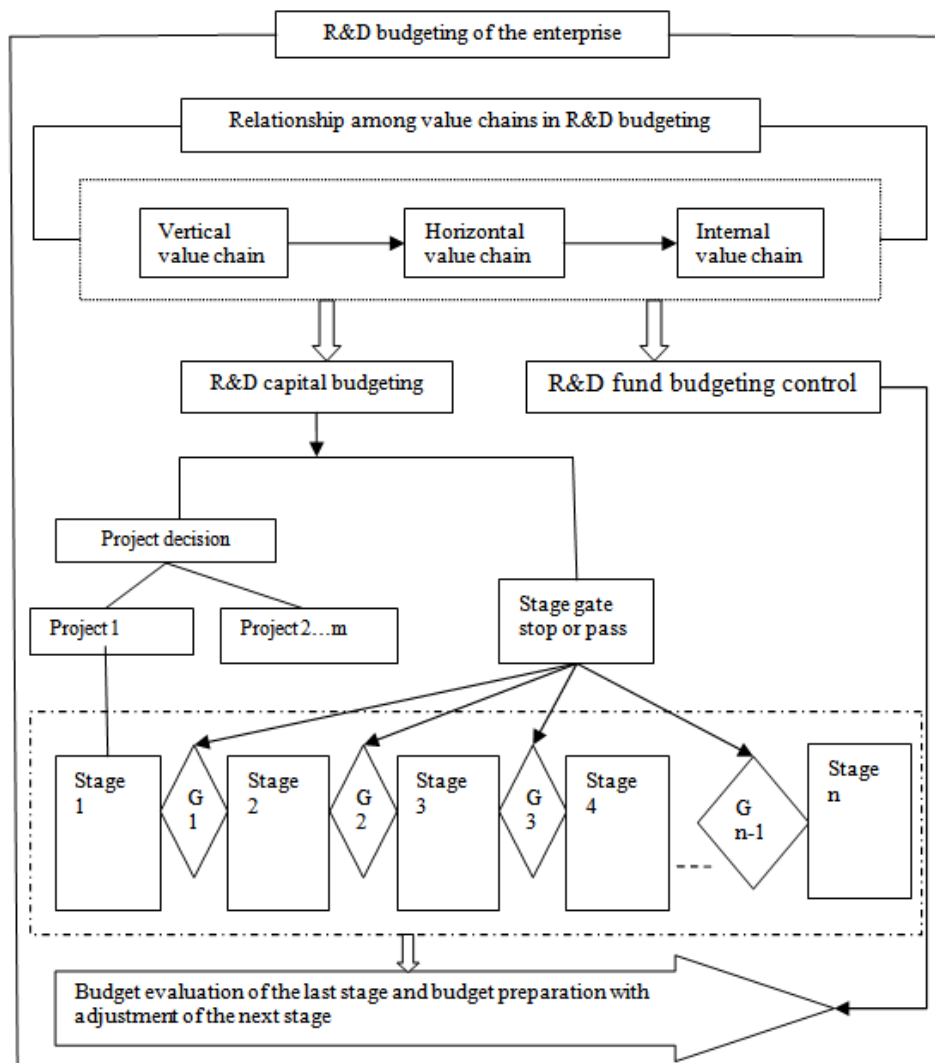 R&D budgeting of the enterprise
Relationship among value chains in R&D budgeting
Vertical
value chain
Horizontal
value chain
Internal
value chain
R&D capital budgeting
R&D fund budgeting control
Project decision
Project 1
Project 2...m
Stage gate
stop or pass
Stage
1
G
1
Stage
2
G
2
Stage
3
G
3
Stage
4
G
n-1
Stage
n
Budget evaluation of the last stage and budget preparation with
adjustment of the next stage